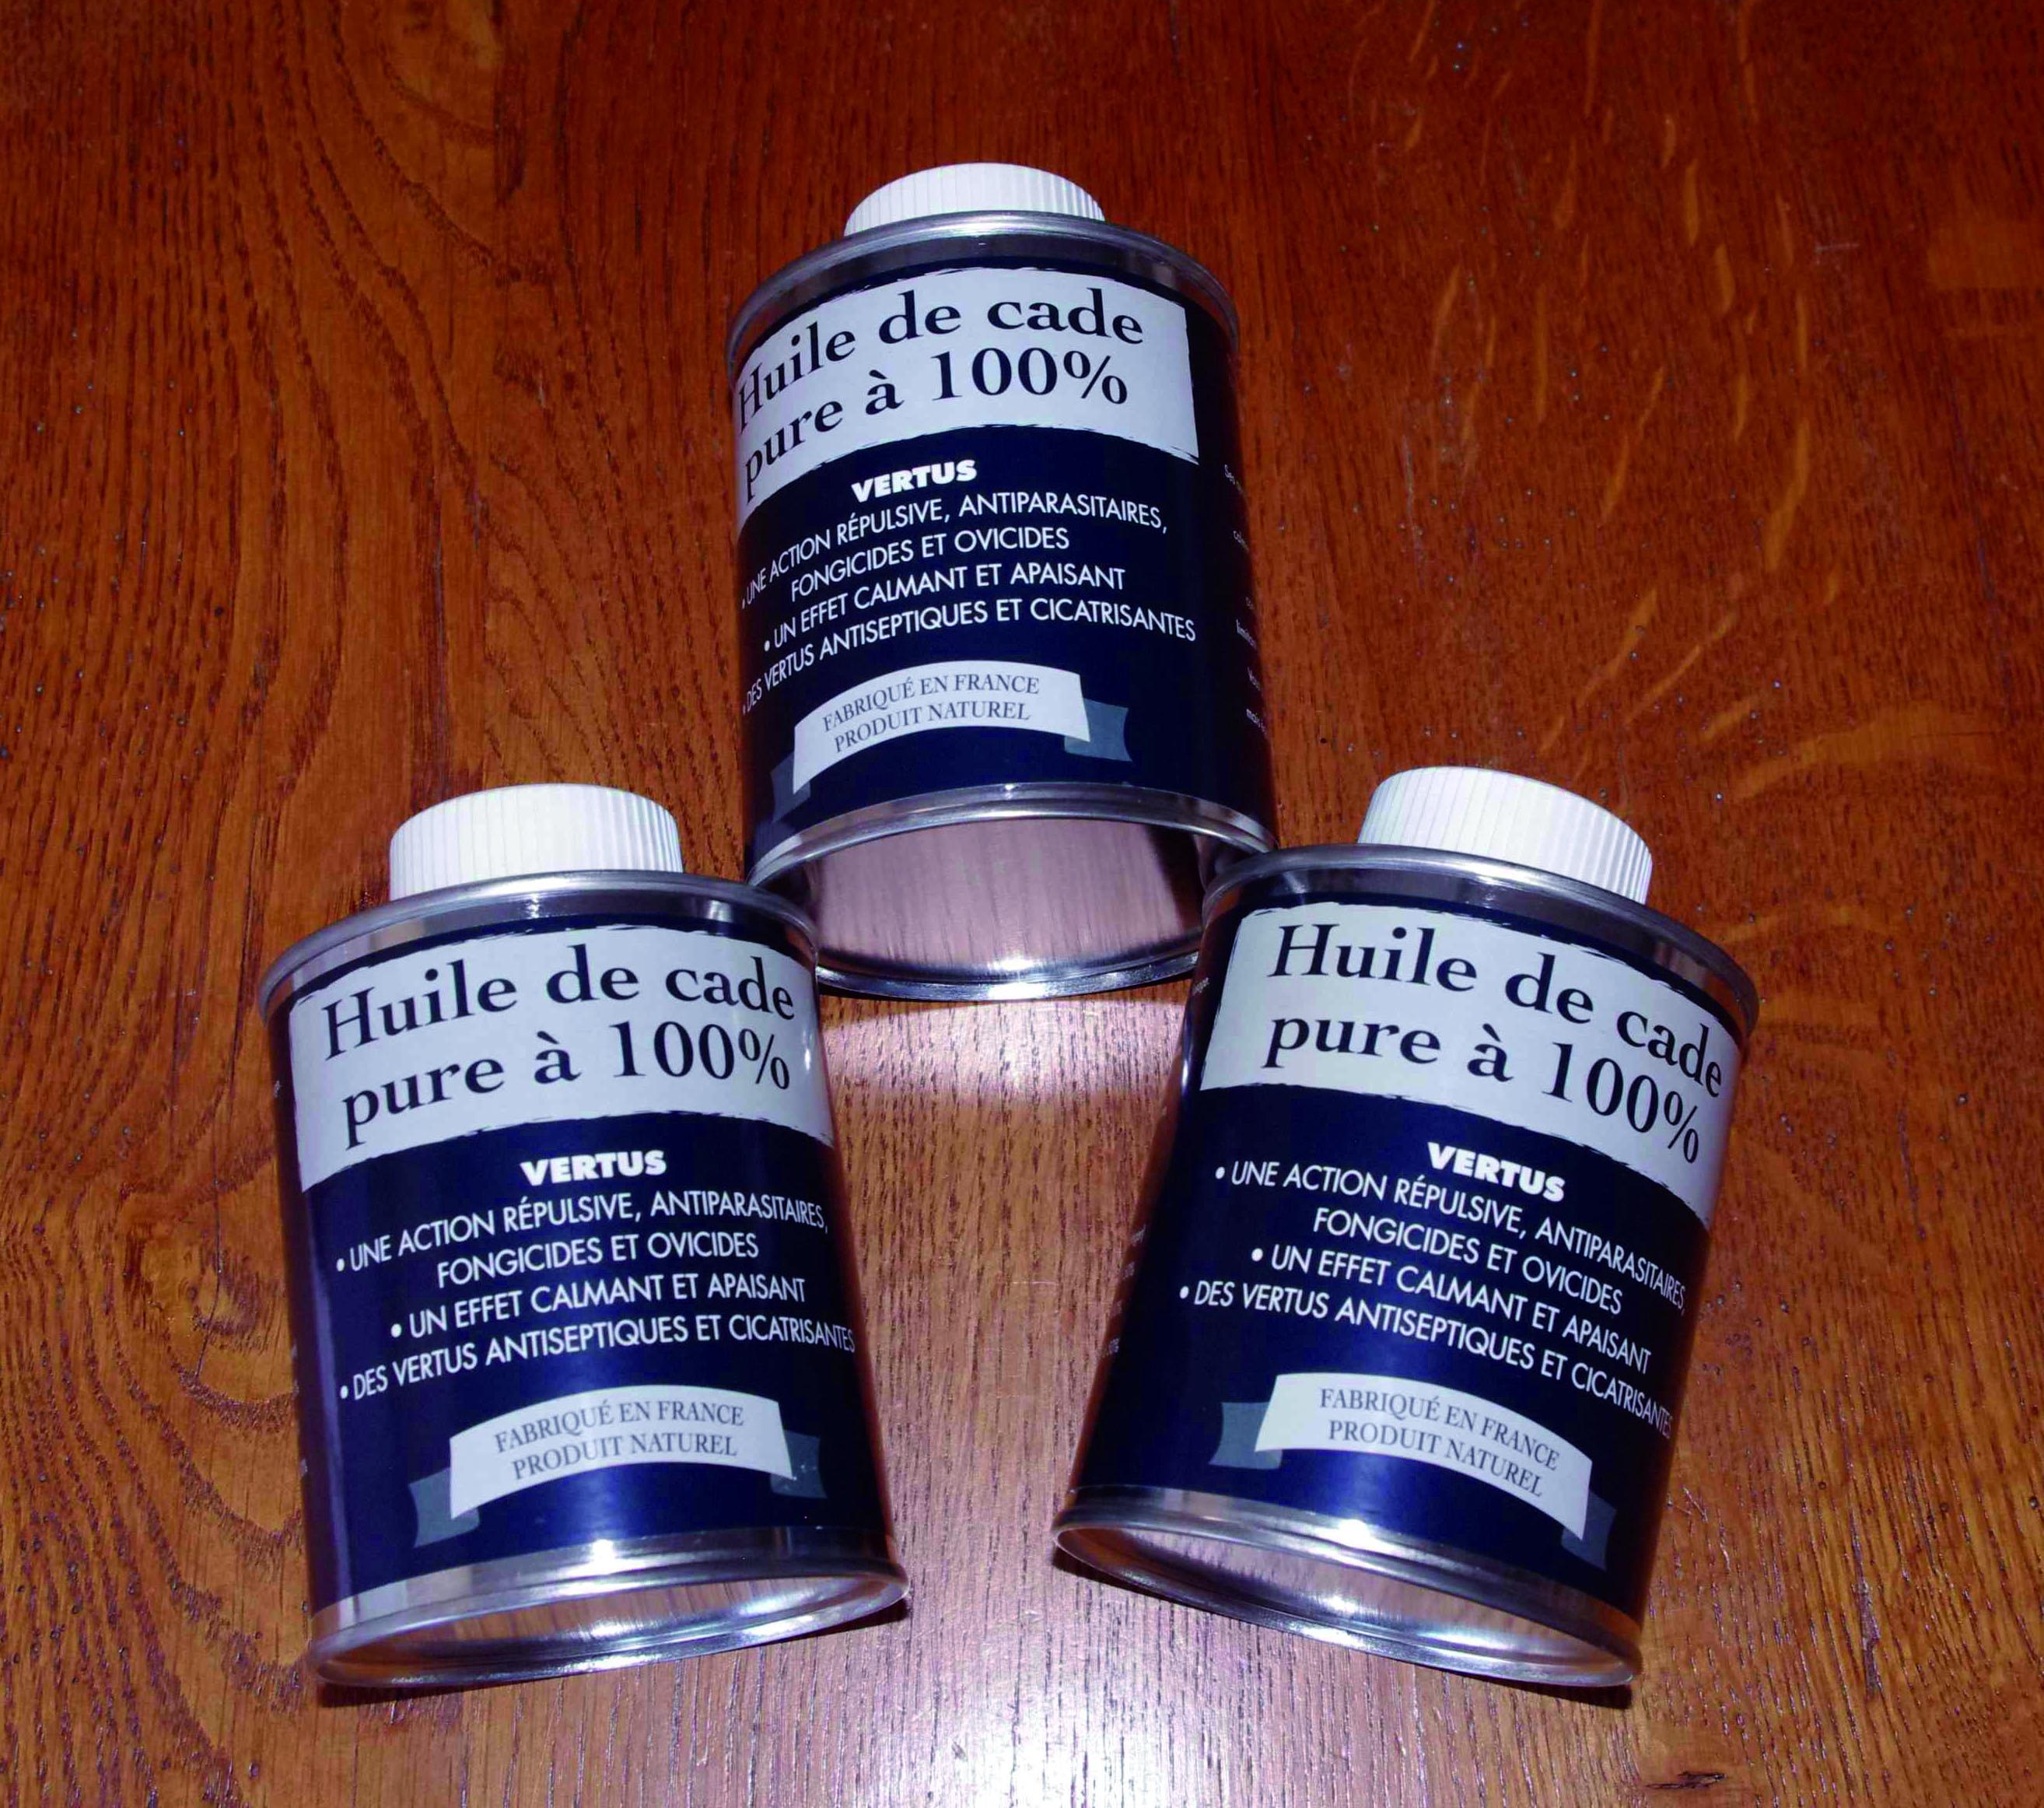 Huile de cade
pure à 100%
VERTUS
• UNE ACTION RÉPULSIVE, ANTIPARASITAIRES,
FONGICIDES ET OVICIDES
• UN EFFET CALMANT ET APAISANT
• DES VERTUS ANTISEPTIQUES ET CICATRISANTES
FABRIQUÉ EN FRANCE
PRODUIT NATUREL
Huile de cade
pure à 100%
VERTUS
• UNE ACTION RÉPULSIVE, ANTIPARASITAIRES,
FONGICIDES ET OVICIDES
• UN EFFET CALMANT ET APAISANT
• DES VERTUS ANTISEPTIQUES ET CICATRISANTES
FABRIQUÉ EN FRANCE
PRODUIT NATUREL
Huile de cade
pure à 100%
VERTUS
• UNE ACTION RÉPULSIVE, ANTIPARASITAIRES,
FONGICIDES ET OVICIDES
• UN EFFET CALMANT ET APAISANT
• DES VERTUS ANTISEPTIQUES ET CICATRISANTES
FABRIQUÉ EN FRANCE
PRODUIT NATUREL